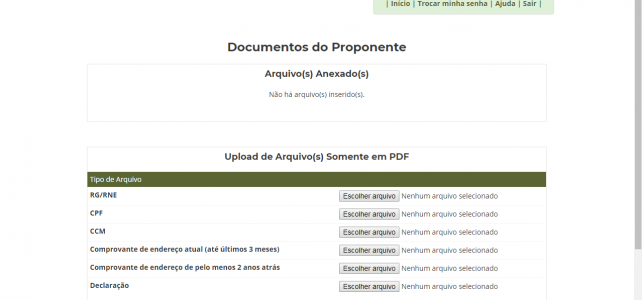 | Início | Trocar minha senha | Ajuda | Sair |
Documentos do Proponente
Arquivo(s) Anexado(s)
Não há arquivo(s) inserido(s).
Upload de Arquivo(s) Somente em PDF
Tipo de Arquivo
RG/RNE Escolher arquivo Nenhum arquivo selecionado
CPF Escolher arquivo Nenhum arquivo selecionado
CCM Escolher arquivo Nenhum arquivo selecionado
Comprovante de endereço atual (até últimos 3 meses) Escolher arquivo Nenhum arquivo selecionado
Comprovante de endereço de pelo menos 2 anos atrás Escolher arquivo Nenhum arquivo selecionado
Declaração Escolher arquivo Nenhum arquivo selecionado